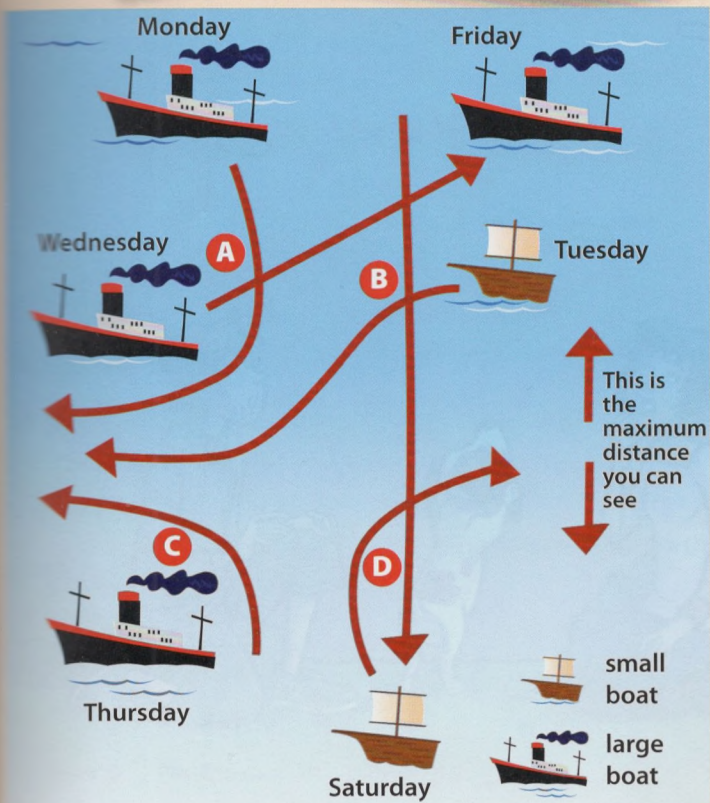 Monday
Friday
Wednesday
A
B
Tuesday
This is
the
maximum
distance
you can
see
C
D
Thursday
Saturday
small
boat
large
boat